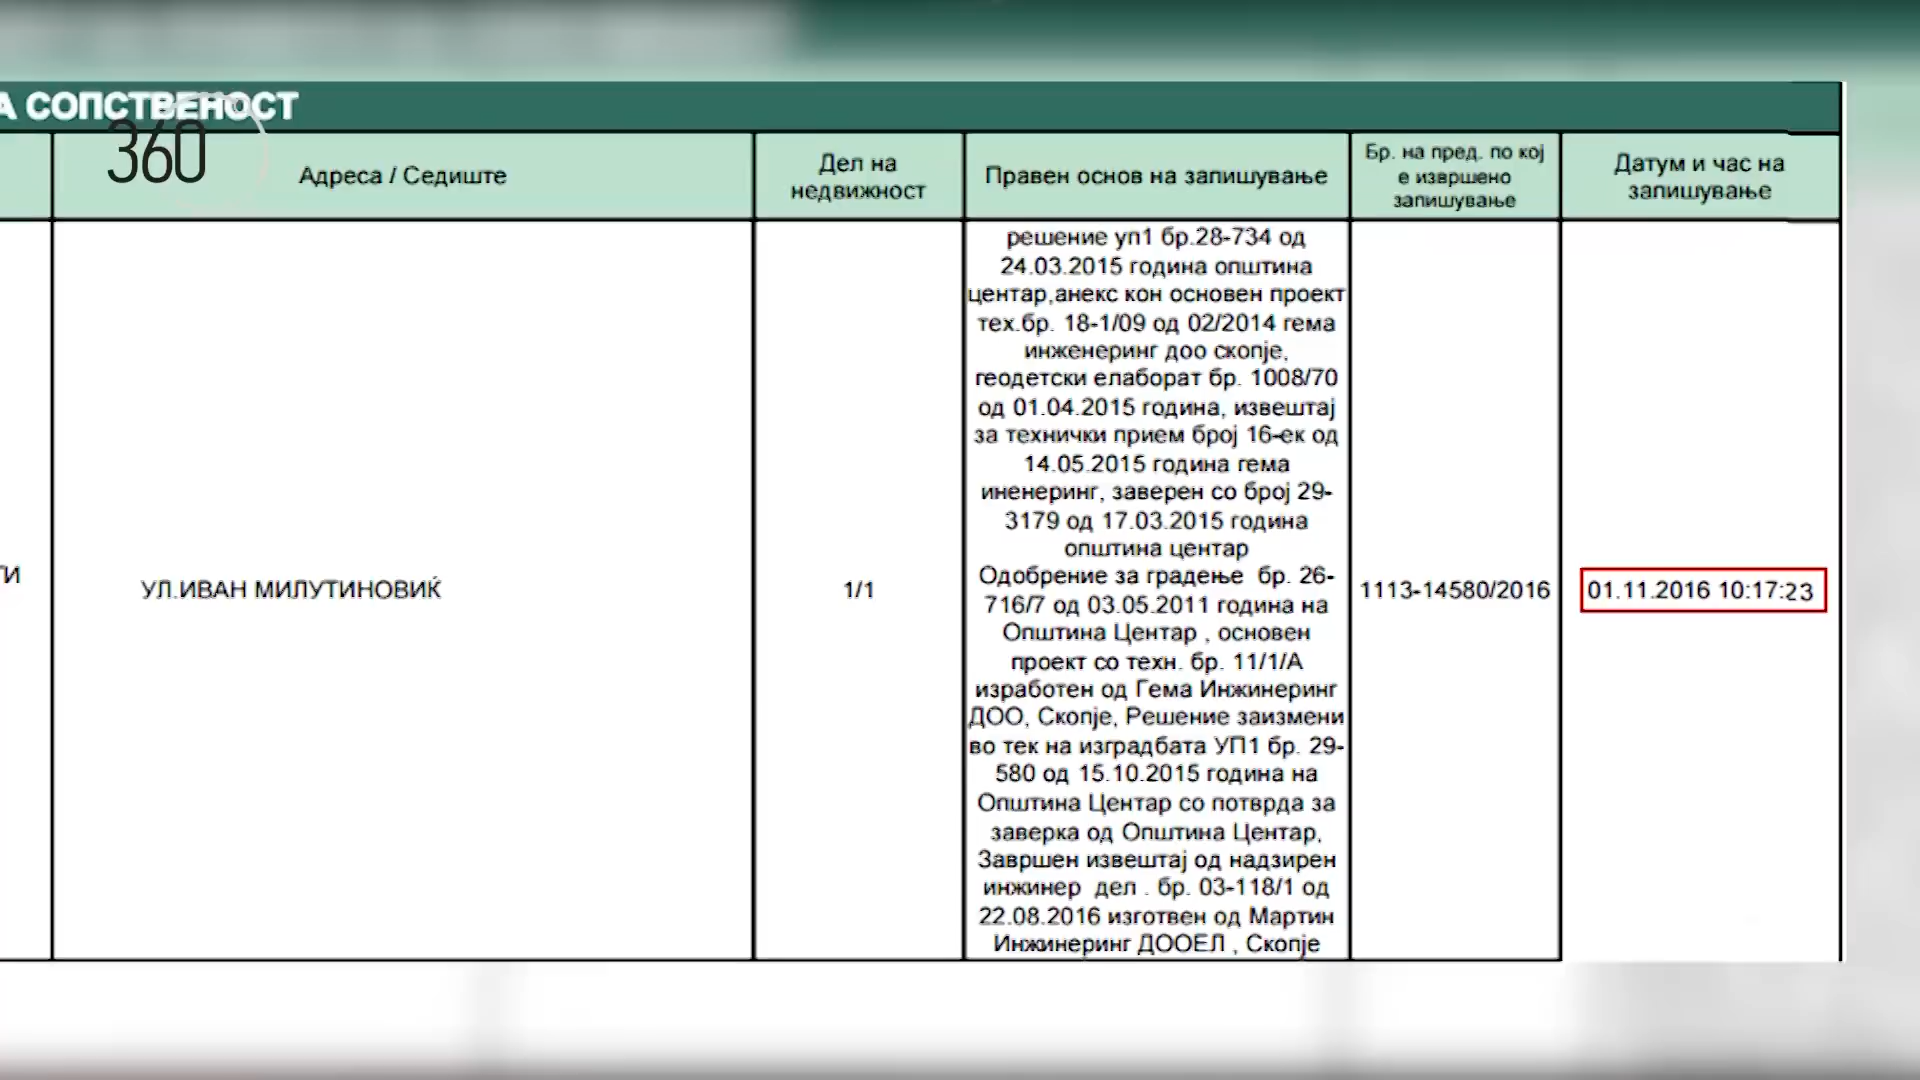 А СОПСТВЕНОСТ
360
Адреса / Седиште
Дел на
недвижност
Правен основ на запишување
Бр. на пред. по кој
е извршено
запишување
Датум и час на
запишување
УЛ.ИВАН МИЛУТИНОВИЌ
1/1
решение уп1 бр.28-734 од
24.03.2015 година општина
центар,анекс кон основен проект
тех.бр. 18-1/09 од 02/2014 гема
инженеринг доо скопје,
геодетски елаборат бр. 1008/70
од 01.04.2015 година, извештај
за технички прием број 16-ек од
14.05.2015 година гема
иненеринг, заверен со број 29-
3179 од 17.03.2015 година
општина центар
Одобрение за градење бр. 26-
716/7 од 03.05.2011 година на
Општина Центар , основен
проект со техн. бр. 11/1/А
изработен од Гема Инжинеринг
ДОО, Скопје, Решение заизмени
во тек на изградбата УП1 бр. 29-
580 од 15.10.2015 година на
Општина Центар со потврда за
заверка од Општина Центар,
Завршен извештај од надзирен
инжинер дел . бр. 03-118/1 од
22.08.2016 изготвен од Мартин
Инжинеринг ДООЕЛ , Скопје
1113-14580/2016
01.11.2016 10:17:23